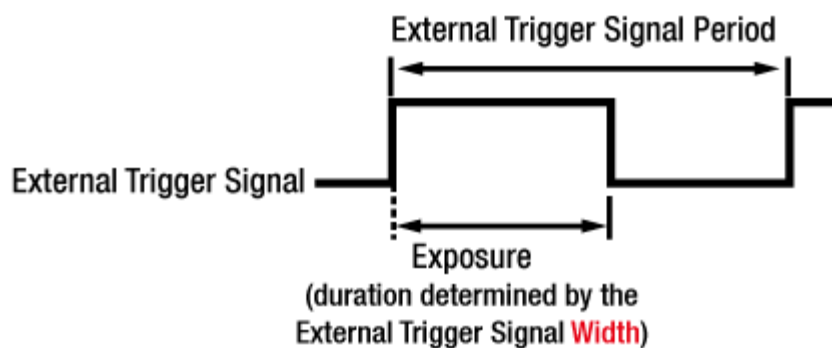 External Trigger Signal Period
External Trigger Signal
Exposure
(duration determined by the
External Trigger Signal Width)